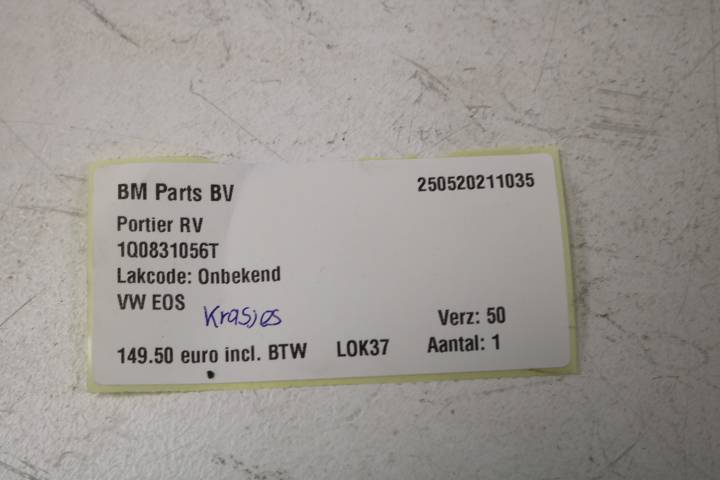 BM Parts BV 250520211035
Portier RV
1Q0831056T
Lakcode: Onbekend
VW EOS
Krasjes
Verz: 50
149.50 euro incl. BTW LOK37 Aantal: 1